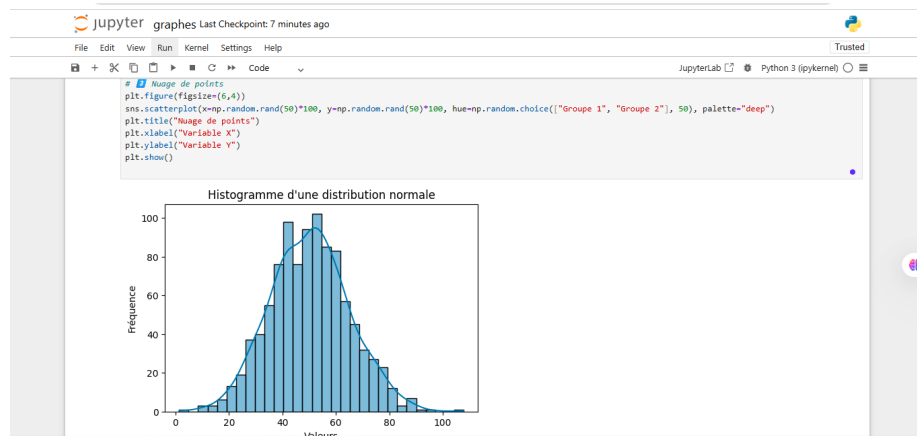 jupyter graphes Last Checkpoint: 7 minutes ago
File Edit View Run Kernel Settings Help Trusted
Code JupyterLab Python 3 (ipykernel)
# 3️⃣ Nuage de points
plt.figure(figsize=(6,4))
sns.scatterplot(x=np.random.rand(50)*100, y=np.random.rand(50)*100, hue=np.random.choice(["Groupe 1", "Groupe 2"], 50), palette="deep")
plt.title("Nuage de points")
plt.xlabel("Variable X")
plt.ylabel("Variable Y")
plt.show()
Histogramme d'une distribution normale
100
80
60
40
20
0
Fréquence
0 20 40 60 80 100
Valeurs